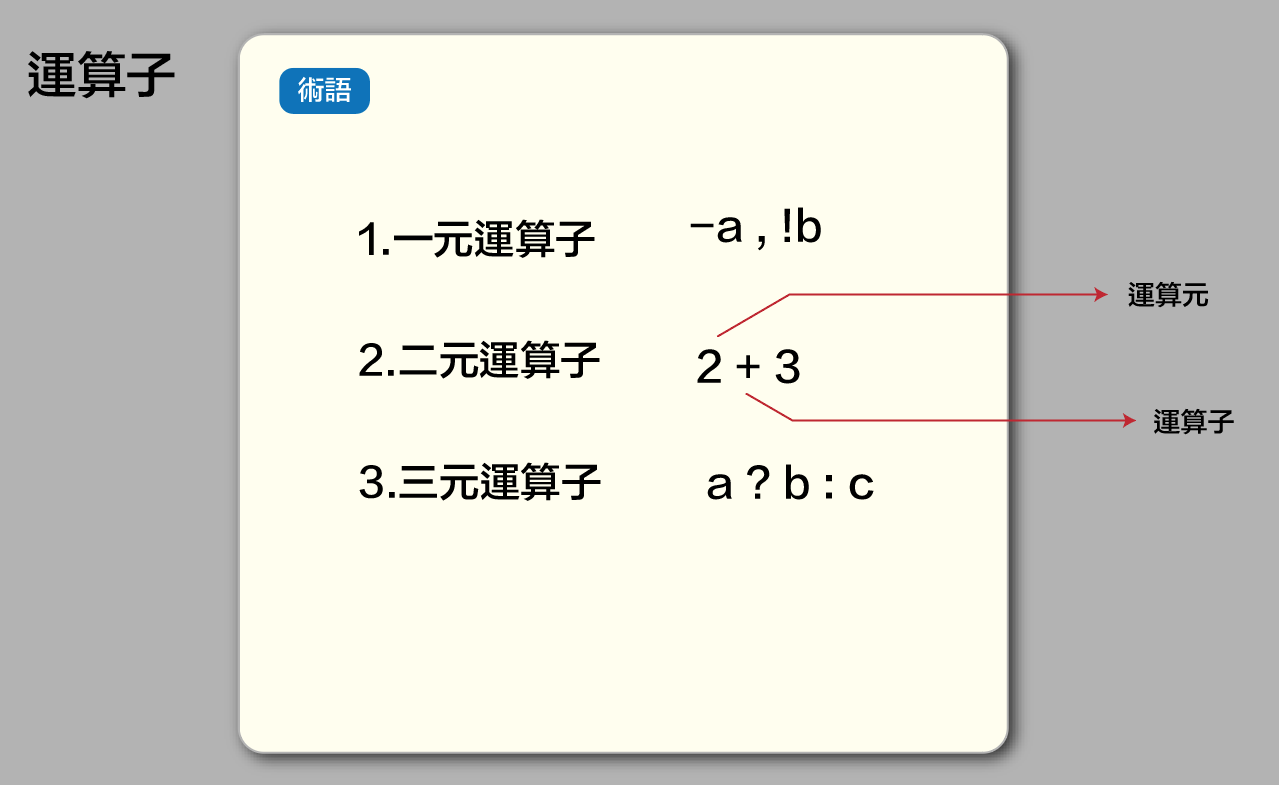 運算子
術語
1.一元運算子
−a , !b
運算元
2.二元運算子
2 + 3
運算子
3.三元運算子
a ? b : c